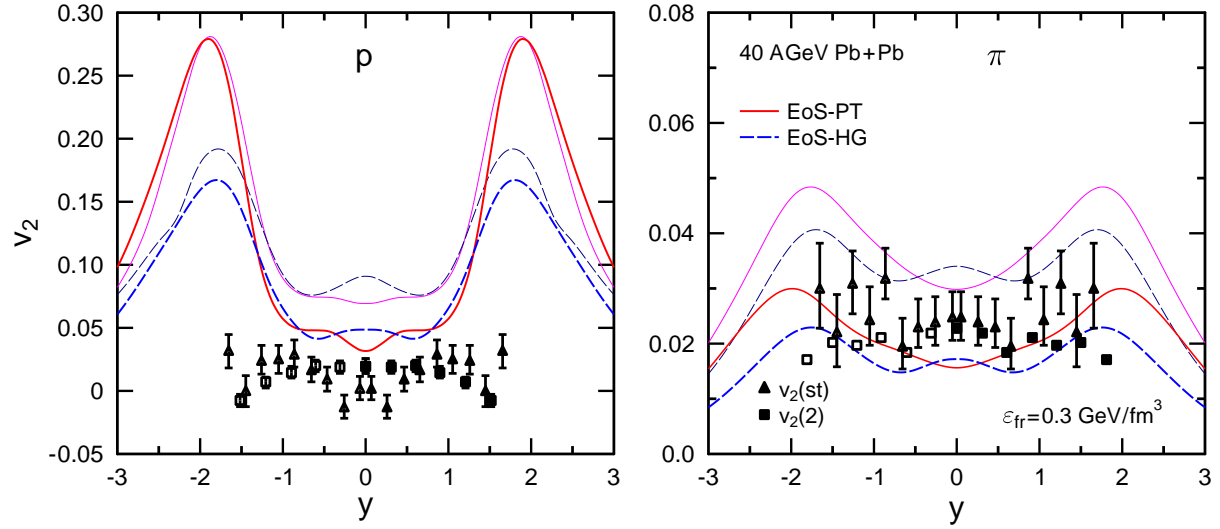 0.30
0.25
0.20
0.15
0.10
0.05
0
-0.05
v2
p
-3 -2 -1 0 1 2 3
y
0.08
0.06
0.04
0.02
0.0
40 AGeV Pb+Pb
π
EoS-PT
EoS-HG
v2(st)
v2(2)
εfr=0.3 GeV/fm³
-3 -2 -1 0 1 2 3
y